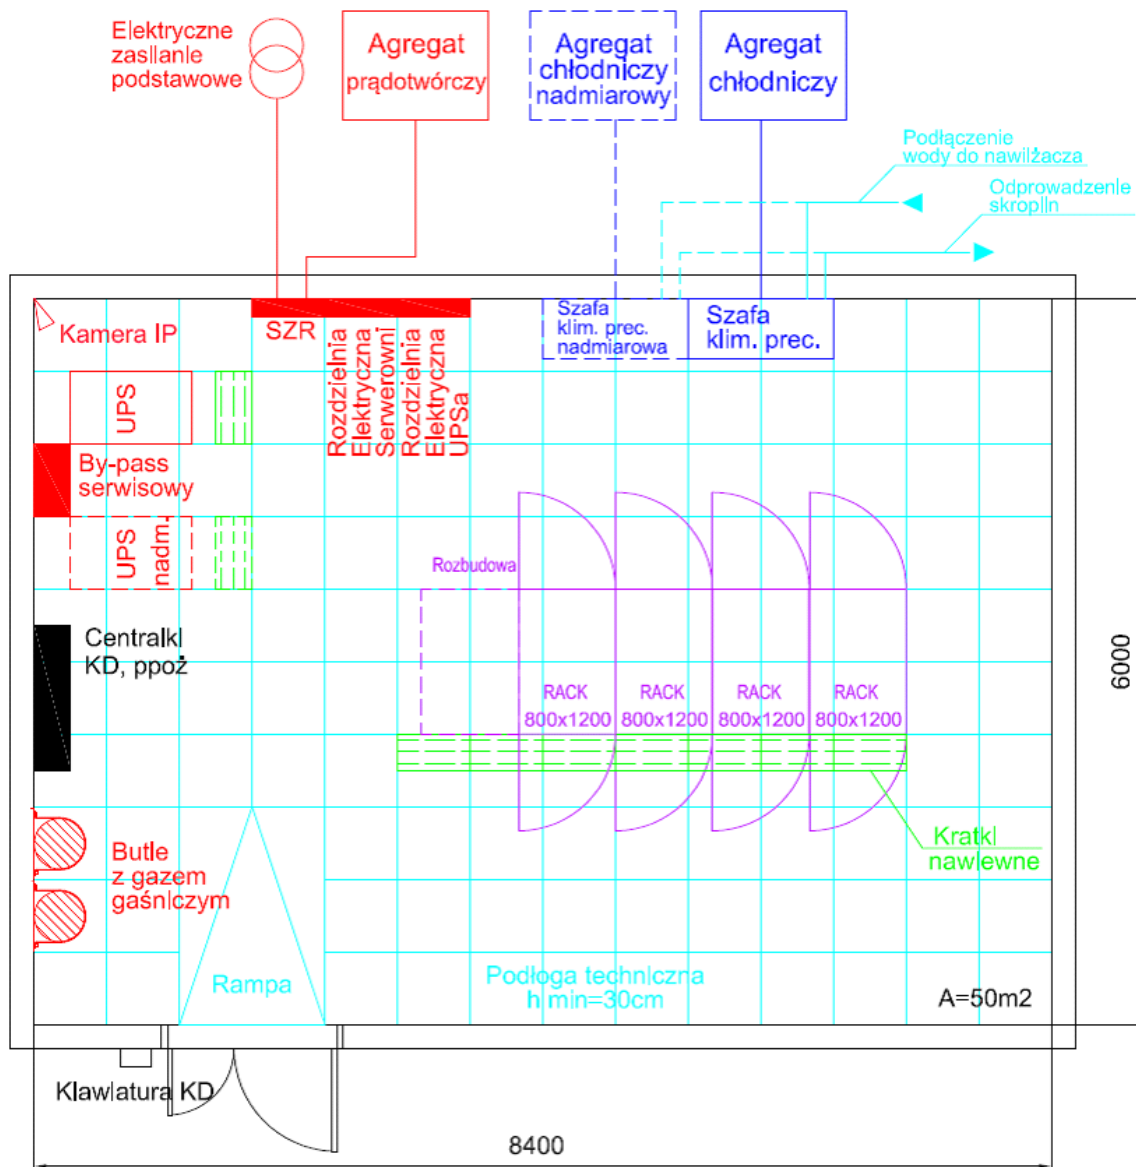 Elektryczne
zasilanie
podstawowe
Agregat
prądotwórczy
Agregat
chłodniczy
nadmiarowy
Agregat
chłodniczy
Podłączenie
wody do nawilżacza
Odprowadzenie
skroplin
Kamera IP
SZR
Rozdzielnia
Elektryczna
Serwerowni
Rozdzielnia
Elektryczna
UPSa
Szafa
klim. prec.
nadmiarowa
Szafa
klim. prec.
UPS
By-pass
serwisowy
UPS
nadm.
Rozbudowa
Centralki
KD, ppoż
RACK
800x1200
RACK
800x1200
RACK
800x1200
RACK
800x1200
6000
Kratki
nawiewne
Butle
z gazem
gaśniczym
Rampa
Podłoga techniczna
h min=30cm
A=50m2
Klawiatura KD
8400